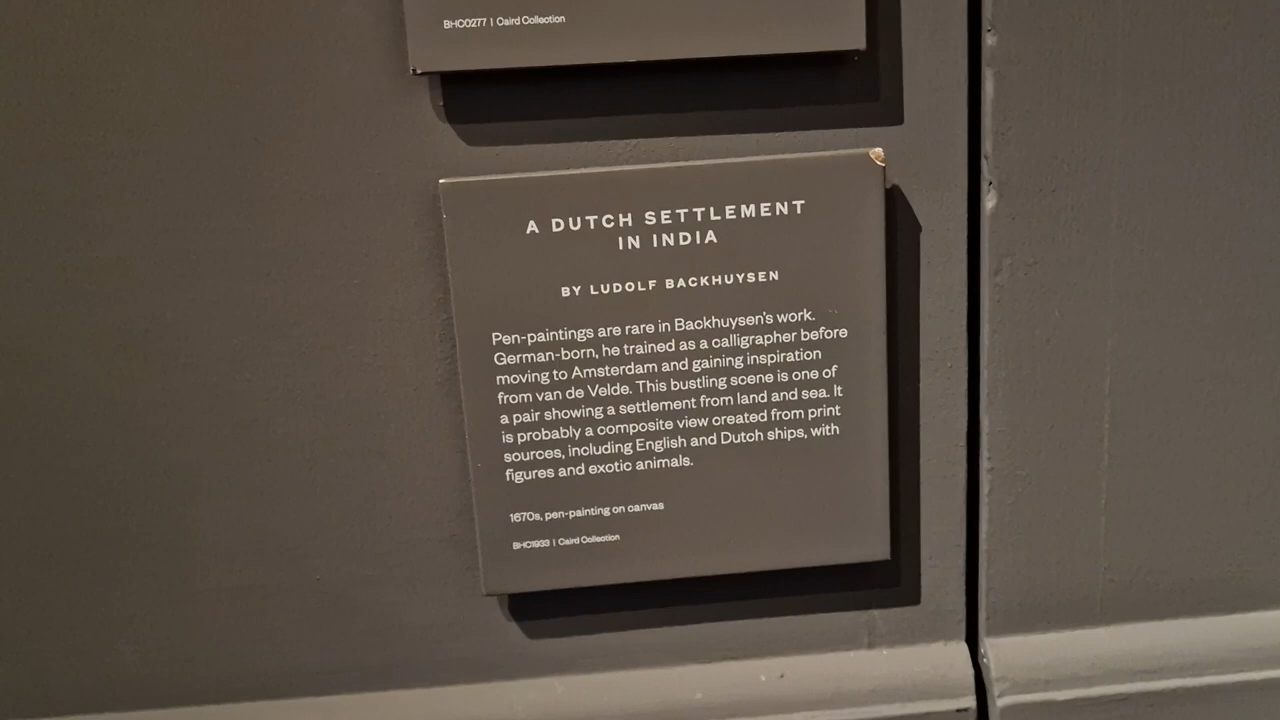 BHC0277 | Caird Collection
A DUTCH SETTLEMENT
IN INDIA
BY LUDOLF BACKHUYSEN
Pen-paintings are rare in Backhuysen's work.
German-born, he trained as a calligrapher before
moving to Amsterdam and gaining inspiration
from van de Velde. This bustling scene is one of
a pair showing a settlement from land and sea. It
is probably a composite view created from print
sources, including English and Dutch ships, with
figures and exotic animals.
1670s, pen-painting on canvas
BHC1933 | Caird Collection